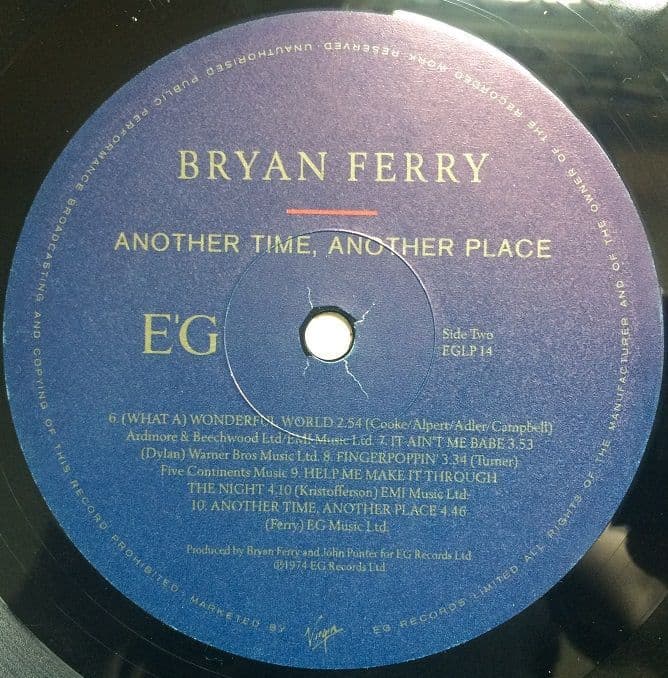 BRYAN FERRY
ANOTHER TIME, ANOTHER PLACE
E'G
Side Two
EGLP 14
6. (WHAT A) WONDERFUL WORLD 2.54 (Cooke/Alpert/Adler/Campbell)
Ardmore & Beechwood Ltd/EMI Music Ltd. 7. IT AIN'T ME BABE 3.53
(Dylan) Warner Bros Music Ltd. 8. FINGERPOPPIN' 3.34 (Turner)
Five Continents Music 9. HELP ME MAKE IT THROUGH
THE NIGHT 4.10 (Kristofferson) EMI Music Ltd.
10. ANOTHER TIME, ANOTHER PLACE 4.46
(Ferry) EG Music Ltd.
Produced by Bryan Ferry and John Punter for EG Records Ltd
℗1974 EG Records Ltd
MARKETED BY Virgin EG RECORDS LIMITED. ALL RIGHTS OF THE MANUFACTURER AND OF THE OWNER OF THE RECORDED WORK RESERVED. UNAUTHORISED PUBLIC PERFORMANCE BROADCASTING AND COPYING OF THIS RECORD PROHIBITED.